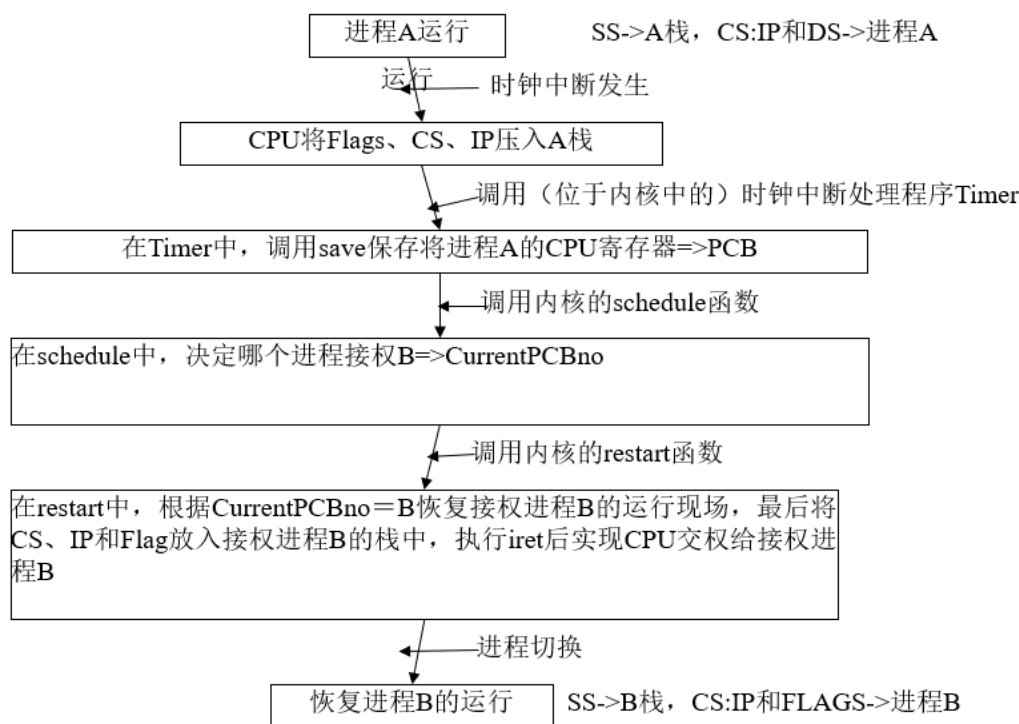 进程A运行
SS->A栈，CS:IP和DS->进程A
运行
时钟中断发生
CPU将Flags、CS、IP压入A栈
调用（位于内核中的）时钟中断处理程序Timer
在Timer中，调用save保存将进程A的CPU寄存器=>PCB
调用内核的schedule函数
在schedule中，决定哪个进程接权B=>CurrentPCBno
调用内核的restart函数
在restart中，根据CurrentPCBno＝B恢复接权进程B的运行现场，最后将
CS、IP和Flag放入接权进程B的栈中，执行iret后实现CPU交权给接权进
程B
进程切换
恢复进程B的运行
SS->B栈，CS:IP和FLAGS->进程B